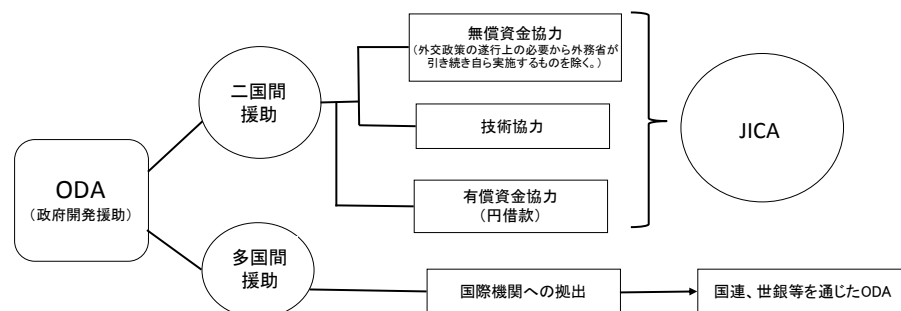 ODA
（政府開発援助）
二国間
援助
無償資金協力
（外交政策の遂行上の必要から外務省が
引き続き自ら実施するものを除く。）
技術協力
有償資金協力
（円借款）
JICA
多国間
援助
国際機関への拠出
国連、世銀等を通じたODA